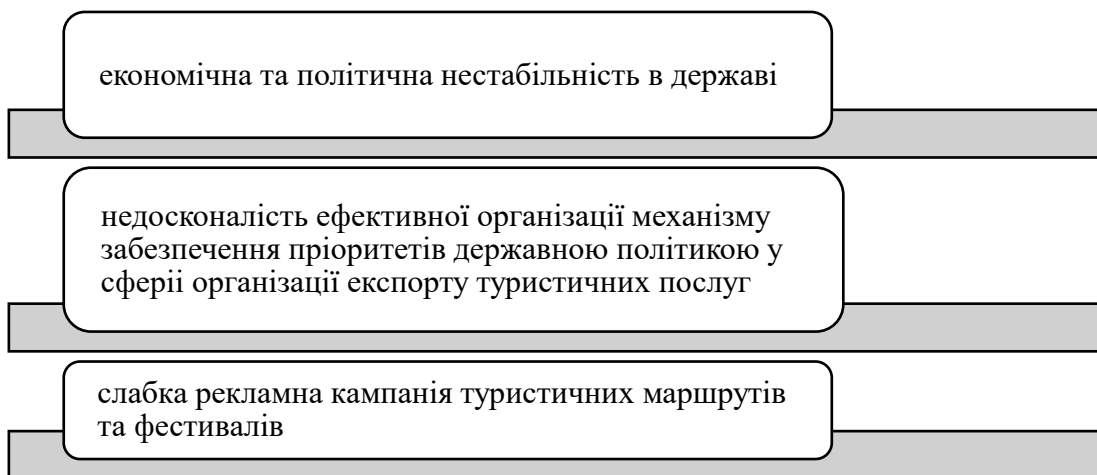 економічна та політична нестабільність в державі
недосконалість ефективної організації механізму
забезпечення пріоритетів державною політикою у
сферіі організації експорту туристичних послуг
слабка рекламна кампанія туристичних маршрутів
та фестивалів